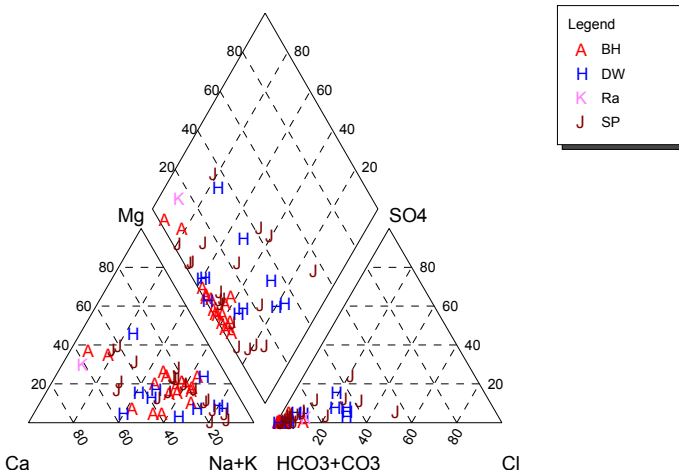 Legend
A BH
H DW
K Ra
J SP
80 80
60 60
40 40
20 20
Mg SO4
80 80
60 60
40 40
20 20
80 60 40 20 20 40 60 80
Ca Na+K HCO3+CO3 Cl